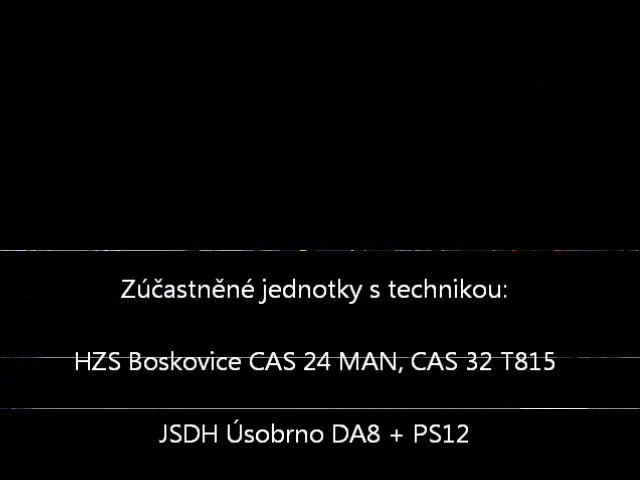 Zúčastněné jednotky s technikou:
HZS Boskovice CAS 24 MAN, CAS 32 T815
JSDH Úsobrno DA8 + PS12